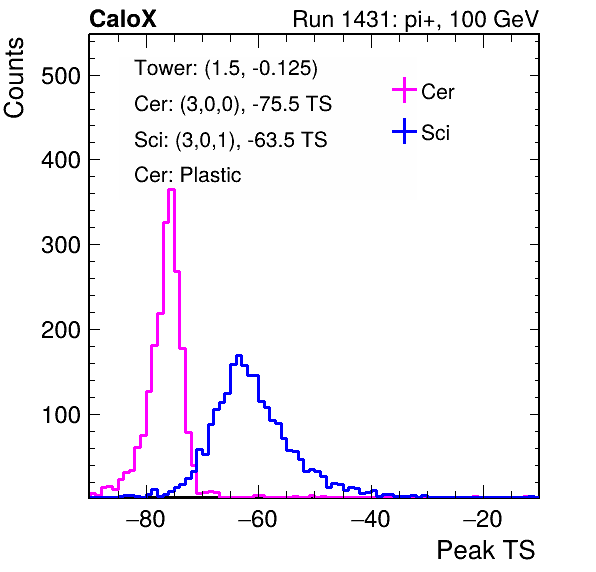 CaloX
Run 1431: pi+, 100 GeV
Counts
Tower: (1.5, -0.125)
Cer: (3,0,0), -75.5 TS
Sci: (3,0,1), -63.5 TS
Cer: Plastic
Cer
Sci
500
400
300
200
100
−80
−60
−40
−20
Peak TS